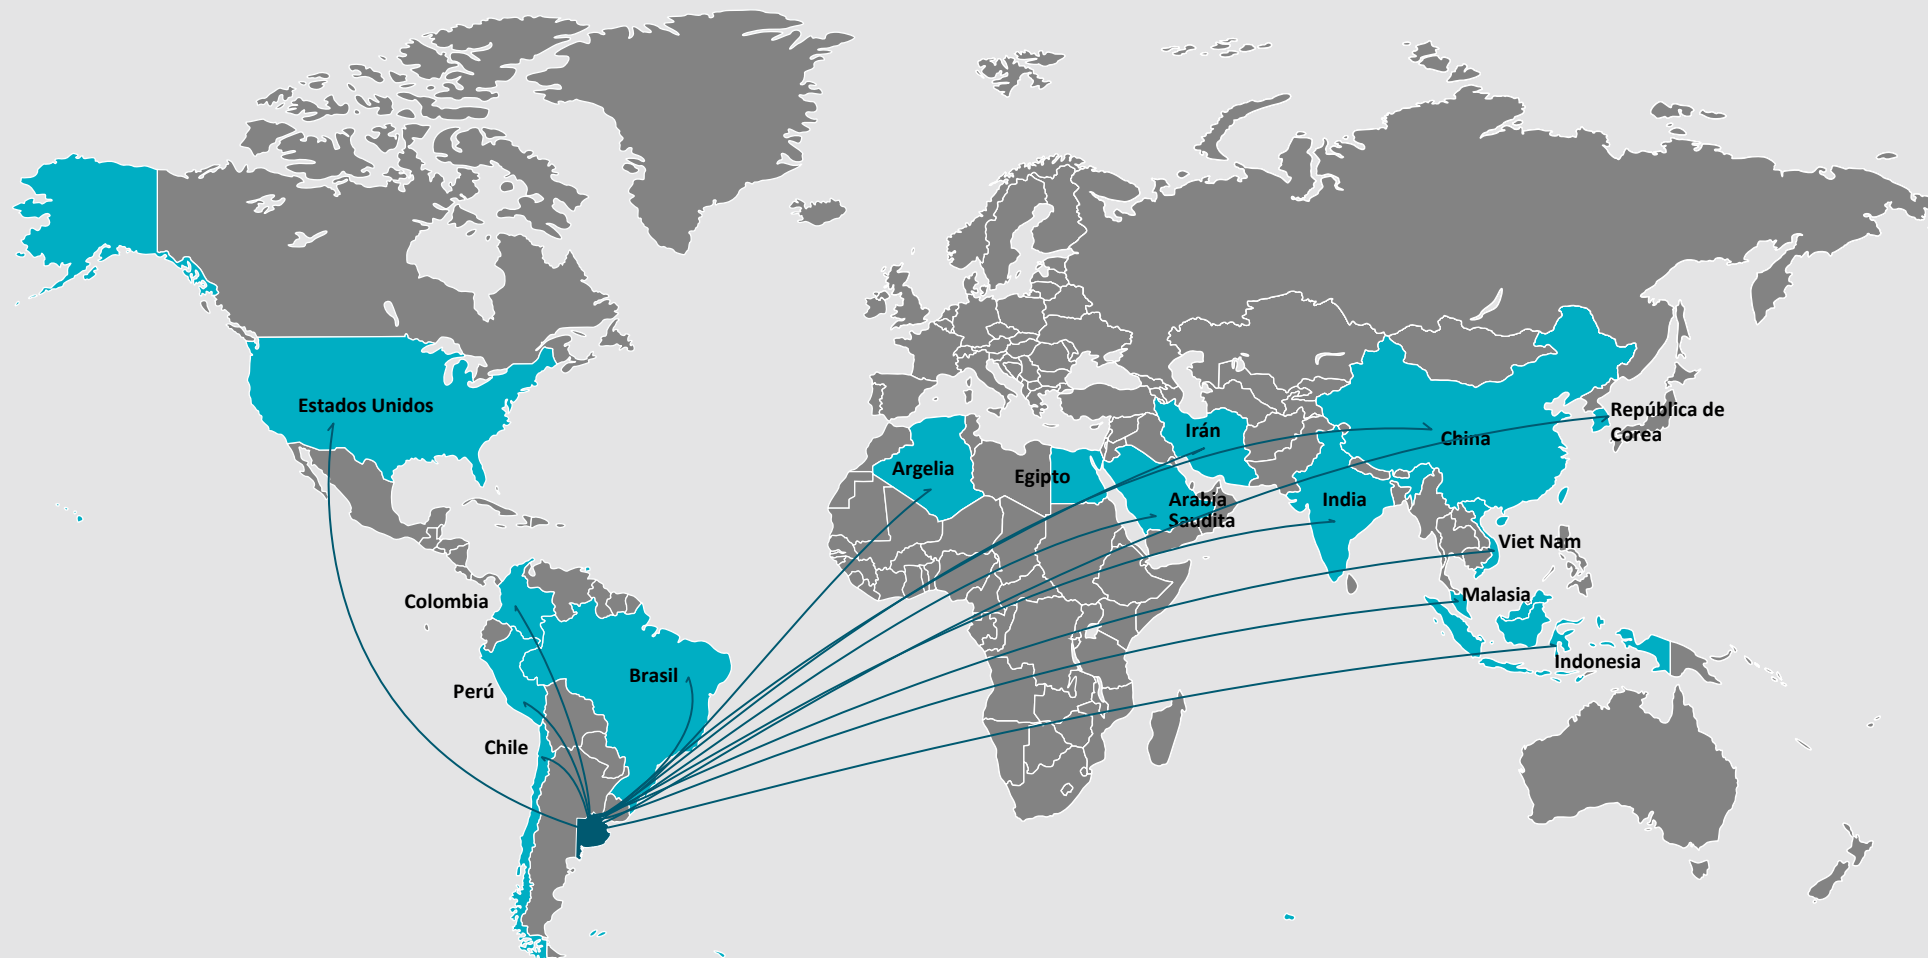 Estados Unidos
República de
Corea
Irán
China
Argelia
Egipto
Arabia
Saudita
India
Viet Nam
Colombia
Malasia
Brasil
Indonesia
Perú
Chile